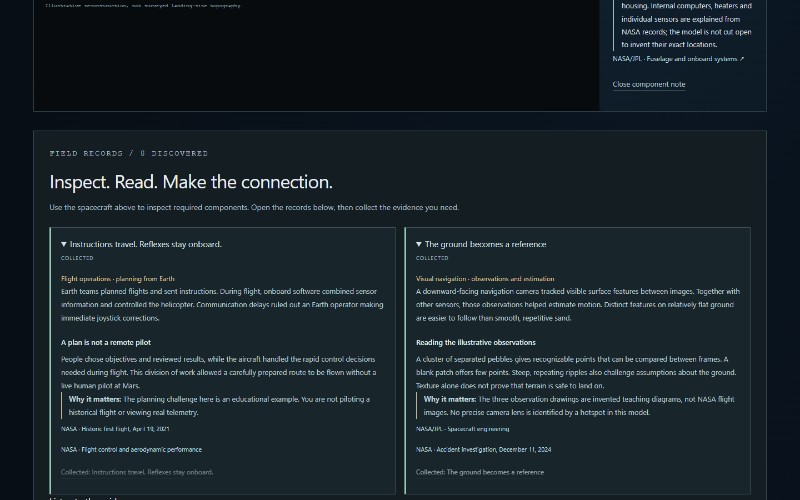 Illustrative reconstruction, not surveyed landing-site topography.
housing. Internal computers, heaters and
individual sensors are explained from
NASA records; the model is not cut open
to invent their exact locations.
NASA/JPL · Fuselage and onboard systems ↗
Close component note
FIELD RECORDS / 8 DISCOVERED
Inspect. Read. Make the connection.
Use the spacecraft above to inspect required components. Open the records below, then collect the evidence you need.
▼ Instructions travel. Reflexes stay onboard.
COLLECTED
Flight operations · planning from Earth
Earth teams planned flights and sent instructions. During flight, onboard software combined sensor
information and controlled the helicopter. Communication delays ruled out an Earth operator making
immediate joystick corrections.
A plan is not a remote pilot
People chose objectives and reviewed results, while the aircraft handled the rapid control decisions
needed during flight. This division of work allowed a carefully prepared route to be flown without a
live human pilot at Mars.
Why it matters: The planning challenge here is an educational example. You are not piloting a
historical flight or viewing real telemetry.
NASA · Historic first flight, April 19, 2021
NASA · Flight control and aerodynamic performance
Collected: Instructions travel. Reflexes stay onboard.
▼ The ground becomes a reference
COLLECTED
Visual navigation · observations and estimation
A downward-facing navigation camera tracked visible surface features between images. Together with
other sensors, those observations helped estimate motion. Distinct features on relatively flat ground
are easier to follow than smooth, repetitive sand.
Reading the illustrative observations
A cluster of separated pebbles gives recognizable points that can be compared between frames. A
blank patch offers few points. Steep, repeating ripples also challenge assumptions about the ground.
Texture alone does not prove that terrain is safe to land on.
Why it matters: The three observation drawings are invented teaching diagrams, not NASA flight
images. No precise camera lens is identified by a hotspot in this model.
NASA/JPL · Spacecraft engineering
NASA · Accident investigation, December 11, 2024
Collected: The ground becomes a reference